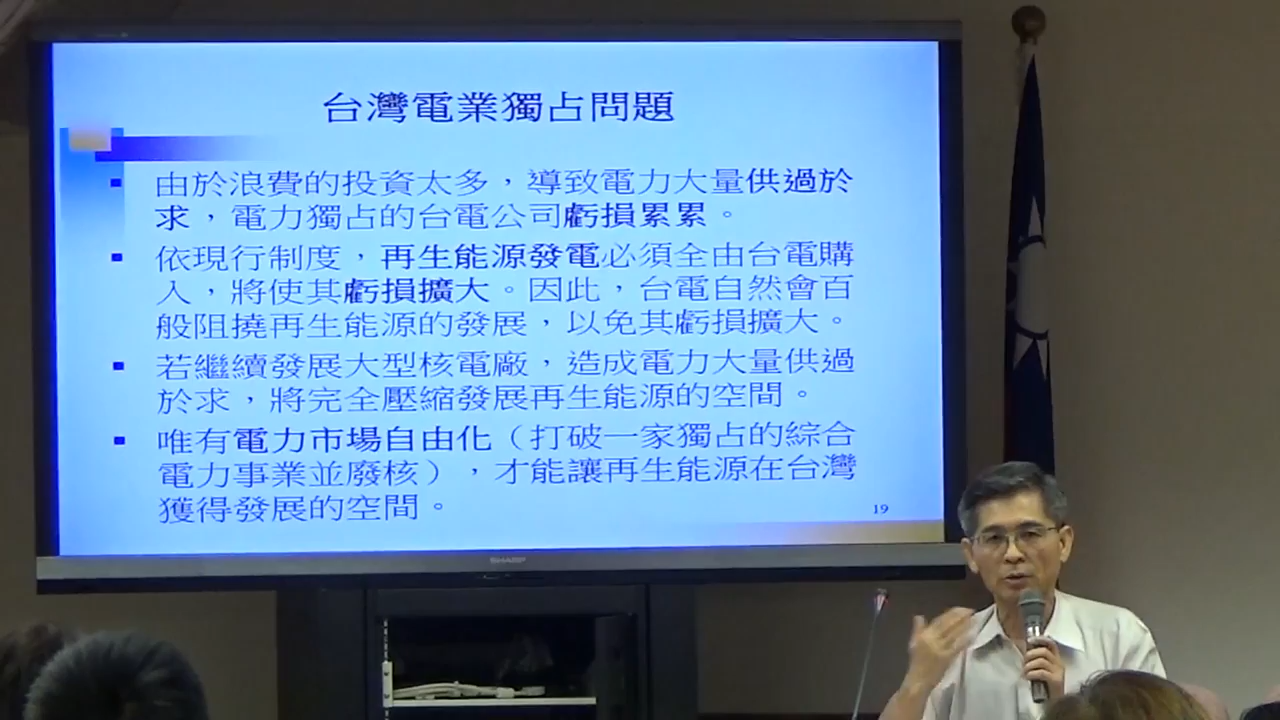 台灣電業獨占問題
由於浪費的投資太多，導致電力大量供過於
求，電力獨占的台電公司虧損累累。
依現行制度，再生能源發電必須全由台電購
入，將使其虧損擴大。因此，台電自然會百
般阻撓再生能源的發展，以免其虧損擴大。
若繼續發展大型核電廠，造成電力大量供過
於求，將完全壓縮發展再生能源的空間。
唯有電力市場自由化（打破一家獨占的綜合
電力事業並廢核），才能讓再生能源在台灣
獲得發展的空間。
19
SHARP